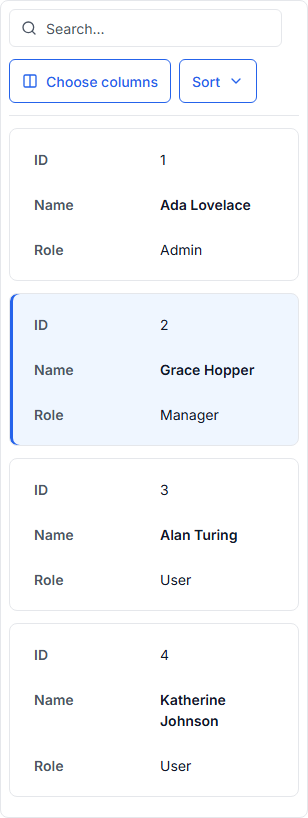 Search...
Choose columns Sort
ID 1
Name Ada Lovelace
Role Admin
ID 2
Name Grace Hopper
Role Manager
ID 3
Name Alan Turing
Role User
ID 4
Name Katherine
Johnson
Role User